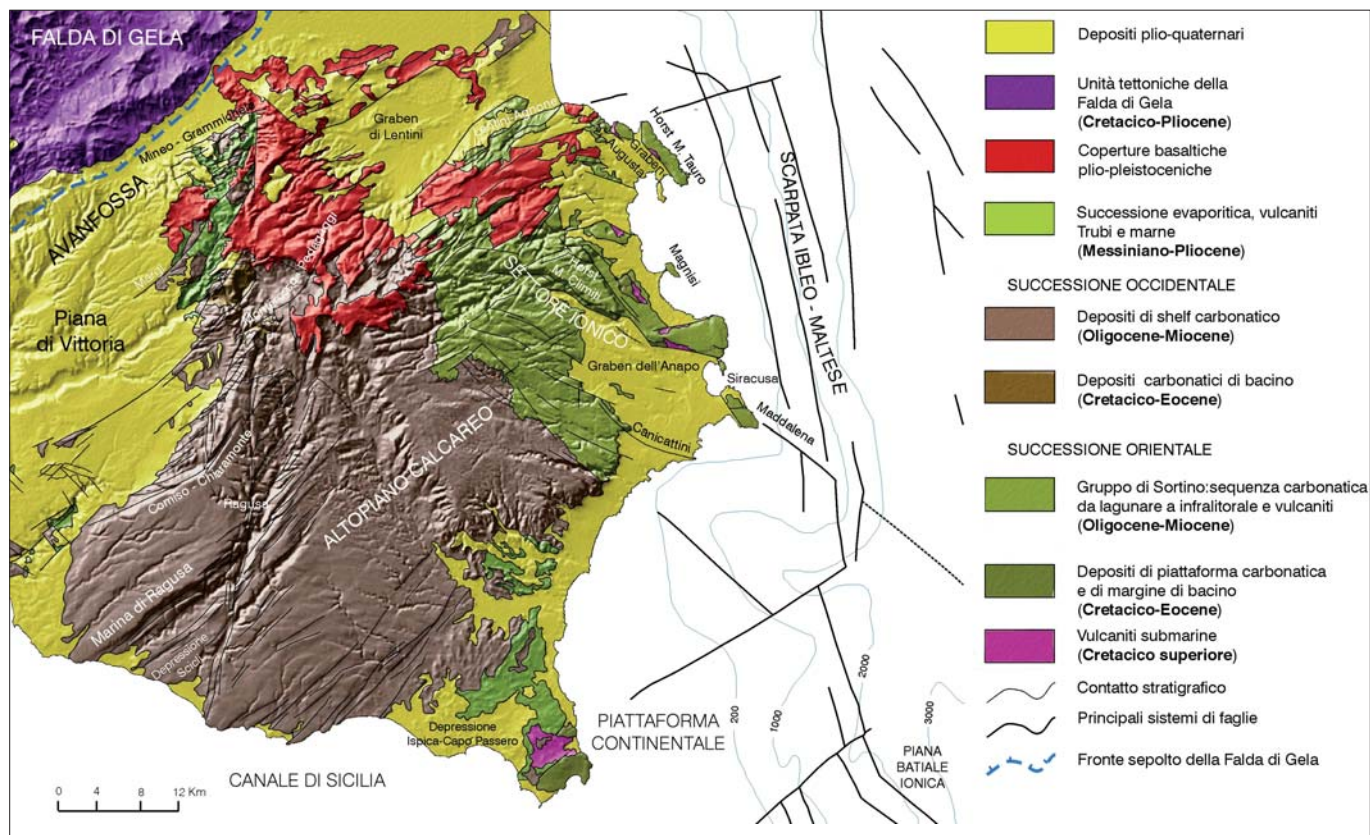 FALDA DI GELA
Mineo - Grammichele
AVANFOSSA
Graben
di Lentini
Lentini-Agnone
Horst M. Tauro
Graben
Augusta
Piana
di Vittoria
Horst
M. Climiti
SETTORE IONICO
Magnisi
SCARPATA IBLEO - MALTESE
Graben dell'Anapo
Siracusa
Maddalena
Canicattini
Comiso - Chiaramonte
Ragusa
ALTOPIANO CALCAREO
Marina di Ragusa
Depressione
Scicli
Depressione
Ispica-Capo Passero
PIATTAFORMA
CONTINENTALE
CANALE DI SICILIA
200
1000
2000
3000
PIANA
BATIALE
IONICA
0 4 8 12 Km
Depositi plio-quaternari
Unità tettoniche della
Falda di Gela
(Cretacico-Pliocene)
Coperture basaltiche
plio-pleistoceniche
Successione evaporitica, vulcaniti
Trubi e marne
(Messiniano-Pliocene)
SUCCESSIONE OCCIDENTALE
Depositi di shelf carbonatico
(Oligocene-Miocene)
Depositi carbonatici di bacino
(Cretacico-Eocene)
SUCCESSIONE ORIENTALE
Gruppo di Sortino:sequenza carbonatica
da lagunare a infralitorale e vulcaniti
(Oligocene-Miocene)
Depositi di piattaforma carbonatica
e di margine di bacino
(Cretacico-Eocene)
Vulcaniti submarine
(Cretacico superiore)
Contatto stratigrafico
Principali sistemi di faglie
Fronte sepolto della Falda di Gela